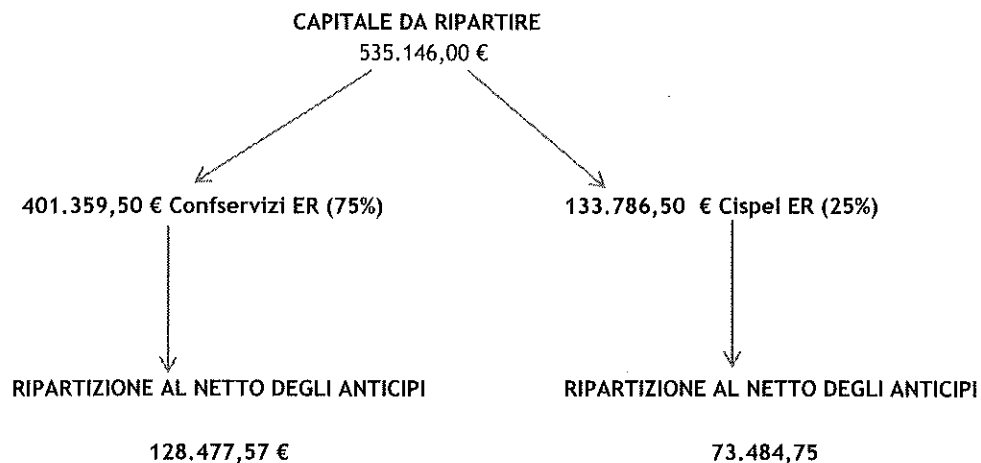 CAPITALE DA RIPARTIRE
535.146,00 €
401.359,50 € Confservizi ER (75%)
133.786,50 € Cispel ER (25%)
RIPARTIZIONE AL NETTO DEGLI ANTICIPI
RIPARTIZIONE AL NETTO DEGLI ANTICIPI
128.477,57 €
73.484,75